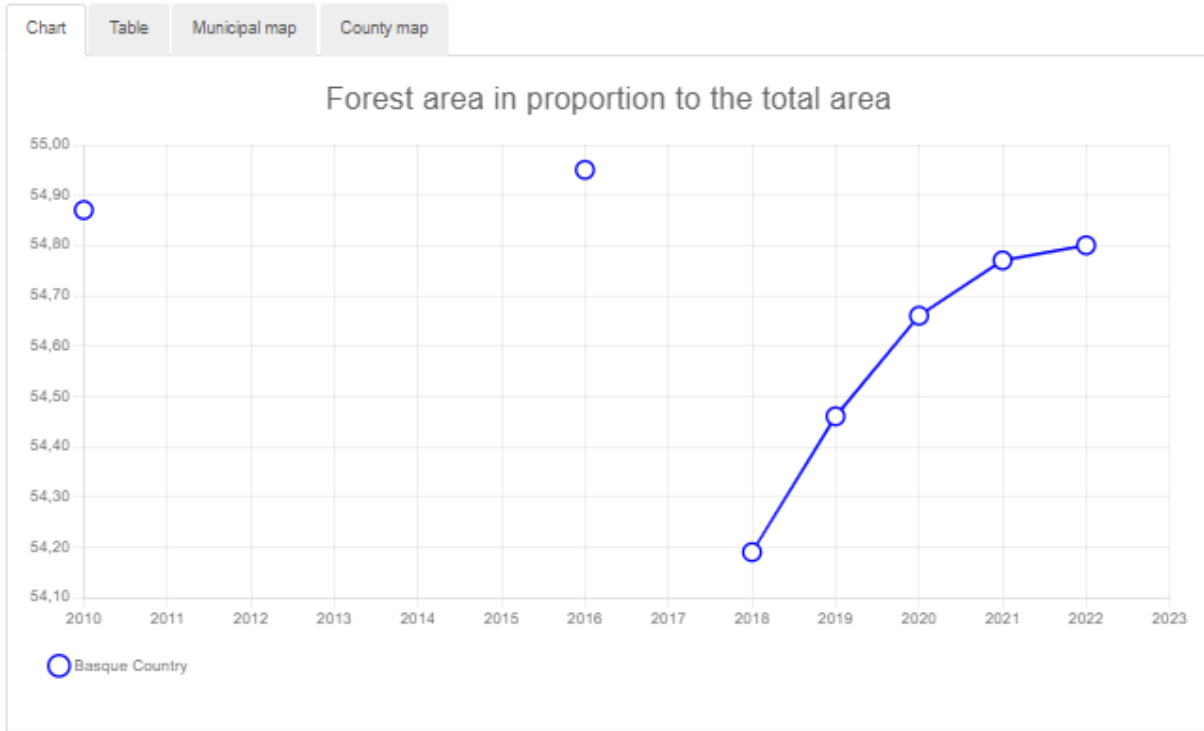 Chart Table Municipal map County map
Forest area in proportion to the total area
55,00
54,90
54,80
54,70
54,60
54,50
54,40
54,30
54,20
54,10
2010 2011 2012 2013 2014 2015 2016 2017 2018 2019 2020 2021 2022 2023
Basque Country